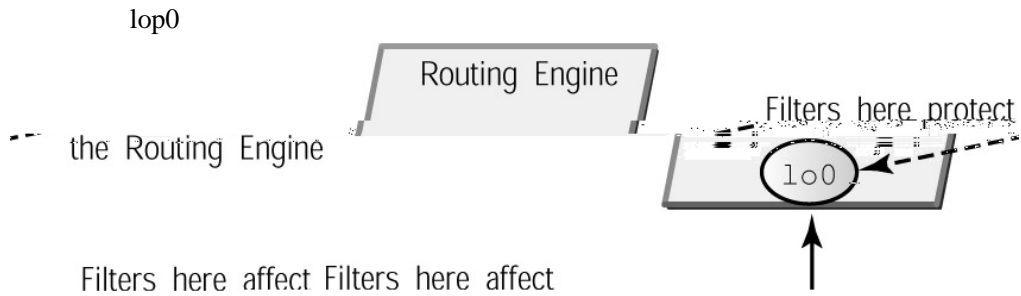 lop0
Routing Engine
Filters here protect
the Routing Engine
lo0
Filters here affect Filters here affect